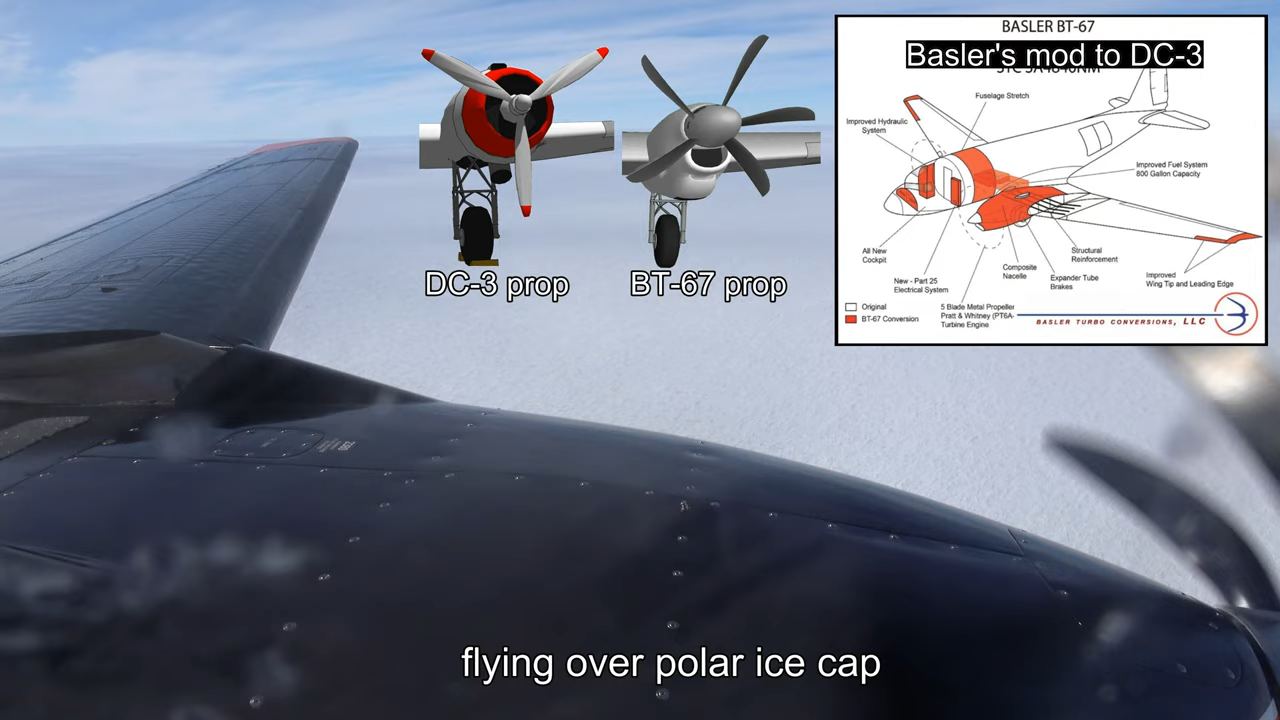 BASLER BT-67
Basler's mod to DC-3
Fuselage Stretch
Improved Hydraulic
System
Improved Fuel System
800 Gallon Capacity
All New
Cockpit
New - Part 25
Electrical System
Composite
Nacelle
Structural
Reinforcement
Expander Tube
Brakes
Improved
Wing Tip and Leading Edge
Original
BT-67 Conversion
5 Blade Metal Propeller
Pratt & Whitney (PT6A-
Turbine Engine
BASLER TURBO CONVERSIONS, LLC
DC-3 prop
BT-67 prop
flying over polar ice cap